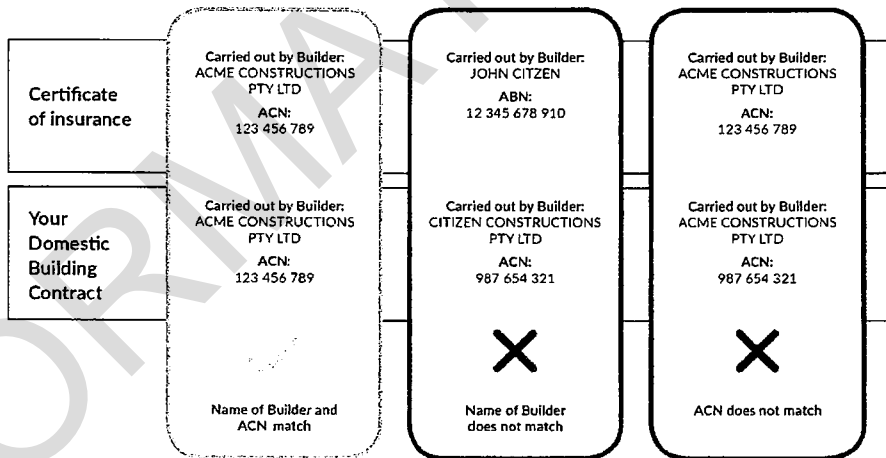 Certificate
of insurance
Carried out by Builder:
ACME CONSTRUCTIONS
PTY LTD
ACN:
123 456 789
Carried out by Builder:
JOHN CITZEN
ABN:
12 345 678 910
Carried out by Builder:
ACME CONSTRUCTIONS
PTY LTD
ACN:
123 456 789
Your
Domestic
Building
Contract
Carried out by Builder:
ACME CONSTRUCTIONS
PTY LTD
ACN:
123 456 789
Carried out by Builder:
CITIZEN CONSTRUCTIONS
PTY LTD
ACN:
987 654 321
Carried out by Builder:
ACME CONSTRUCTIONS
PTY LTD
ACN:
987 654 321
Name of Builder and
ACN match
Name of Builder
does not match
ACN does not match